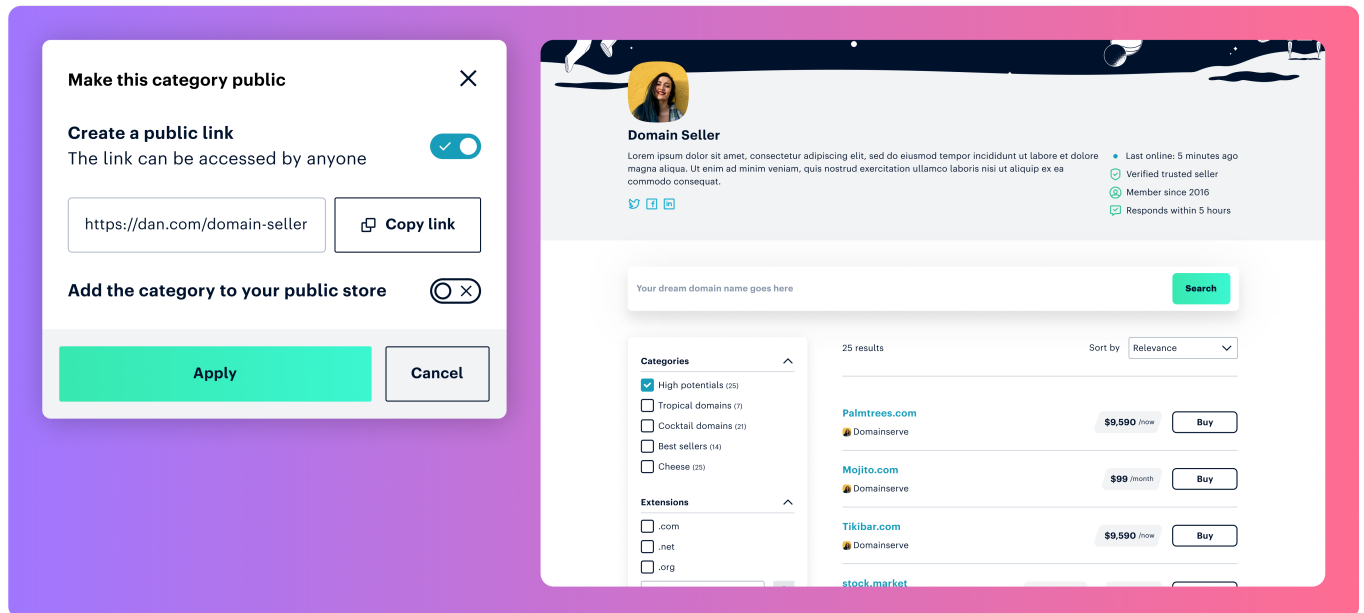 Make this category public
Create a public link
The link can be accessed by anyone
https://dan.com/domain-seller
Copy link
Add the category to your public store
Apply
Cancel
Domain Seller
Lorem ipsum dolor sit amet, consectetur adipiscing elit, sed do eiusmod tempor incididunt ut labore et dolore
magna aliqua. Ut enim ad minim veniam, quis nostrud exercitation ullamco laboris nisi ut aliquip ex ea
commodo consequat.
Last online: 5 minutes ago
Verified trusted seller
Member since 2016
Responds within 5 hours
Your dream domain name goes here
Search
Categories
High potentials (25)
Tropical domains (7)
Cocktail domains (21)
Best sellers (14)
Cheese (25)
Extensions
.com
.net
.org
25 results
Sort by
Relevance
Palmtrees.com
Domainserve
$9,590 /now
Buy
Mojito.com
Domainserve
$99 /month
Buy
Tikibar.com
Domainserve
$9,590 /now
Buy
stock.market